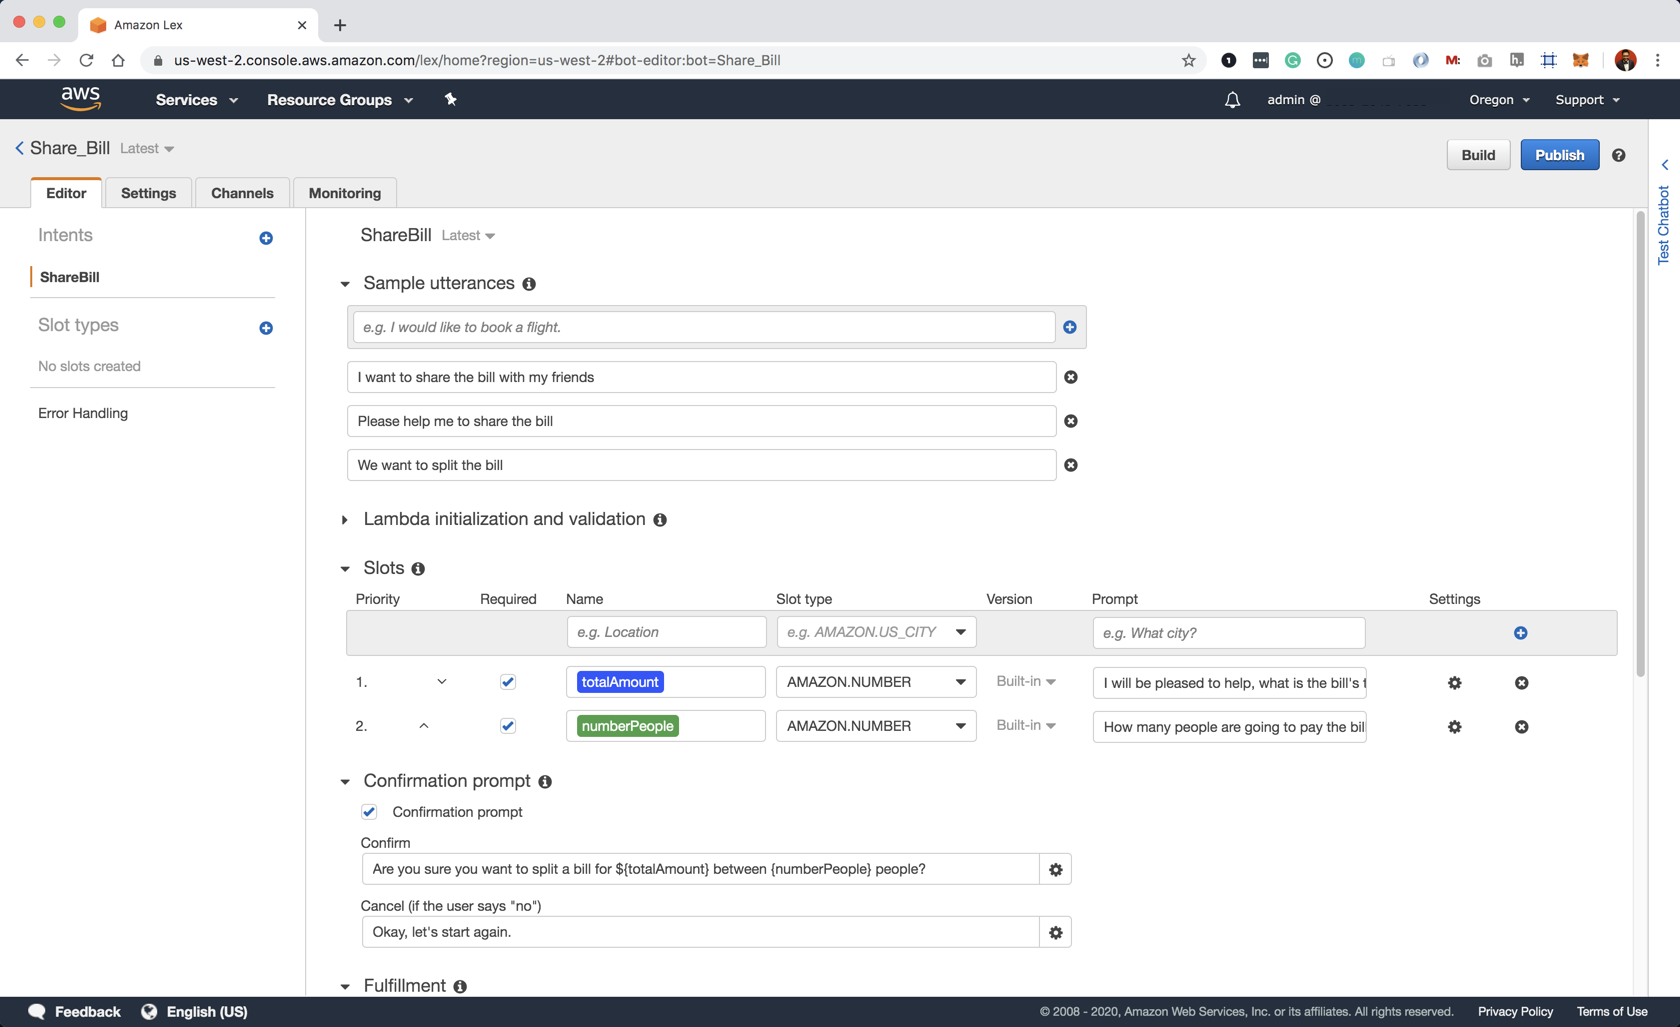 Amazon Lex
us-west-2.console.aws.amazon.com/lex/home?region=us-west-2#bot-editor:bot=Share_Bill
aws Services Resource Groups admin @ Oregon Support
Share_Bill Latest
Build Publish
Editor Settings Channels Monitoring
Test Chatbot
Intents
ShareBill
Slot types
No slots created
Error Handling
ShareBill Latest
Sample utterances
e.g. I would like to book a flight.
I want to share the bill with my friends
Please help me to share the bill
We want to split the bill
Lambda initialization and validation
Slots
Priority Required Name Slot type Version Prompt Settings
e.g. Location e.g. AMAZON.US_CITY e.g. What city?
1. totalAmount AMAZON.NUMBER Built-in I will be pleased to help, what is the bill's t
2. numberPeople AMAZON.NUMBER Built-in How many people are going to pay the bil
Confirmation prompt
Confirmation prompt
Confirm
Are you sure you want to split a bill for ${totalAmount} between {numberPeople} people?
Cancel (if the user says "no")
Okay, let's start again.
Fulfillment
Feedback English (US) © 2008 - 2020, Amazon Web Services, Inc. or its affiliates. All rights reserved. Privacy Policy Terms of Use